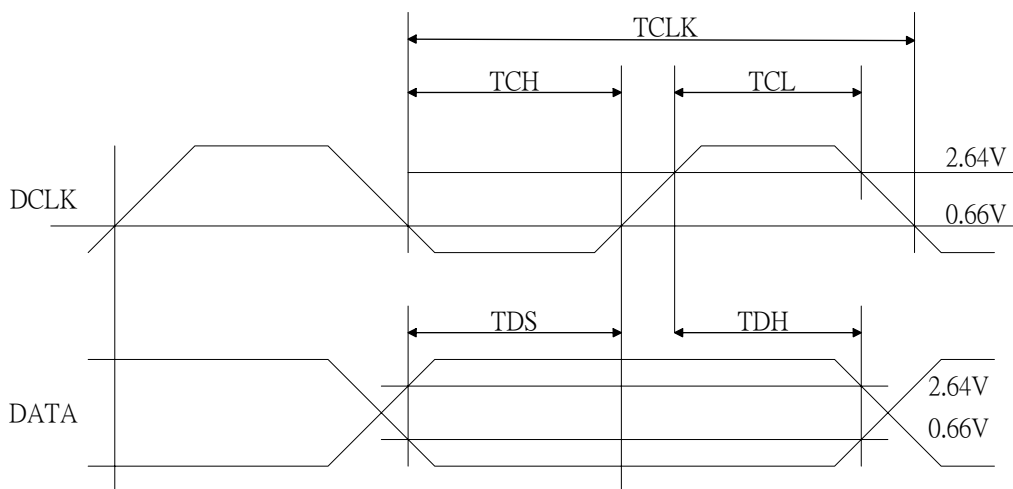 TCLK
TCH
TCL
2.64V
DCLK
0.66V
TDS
TDH
2.64V
DATA
0.66V